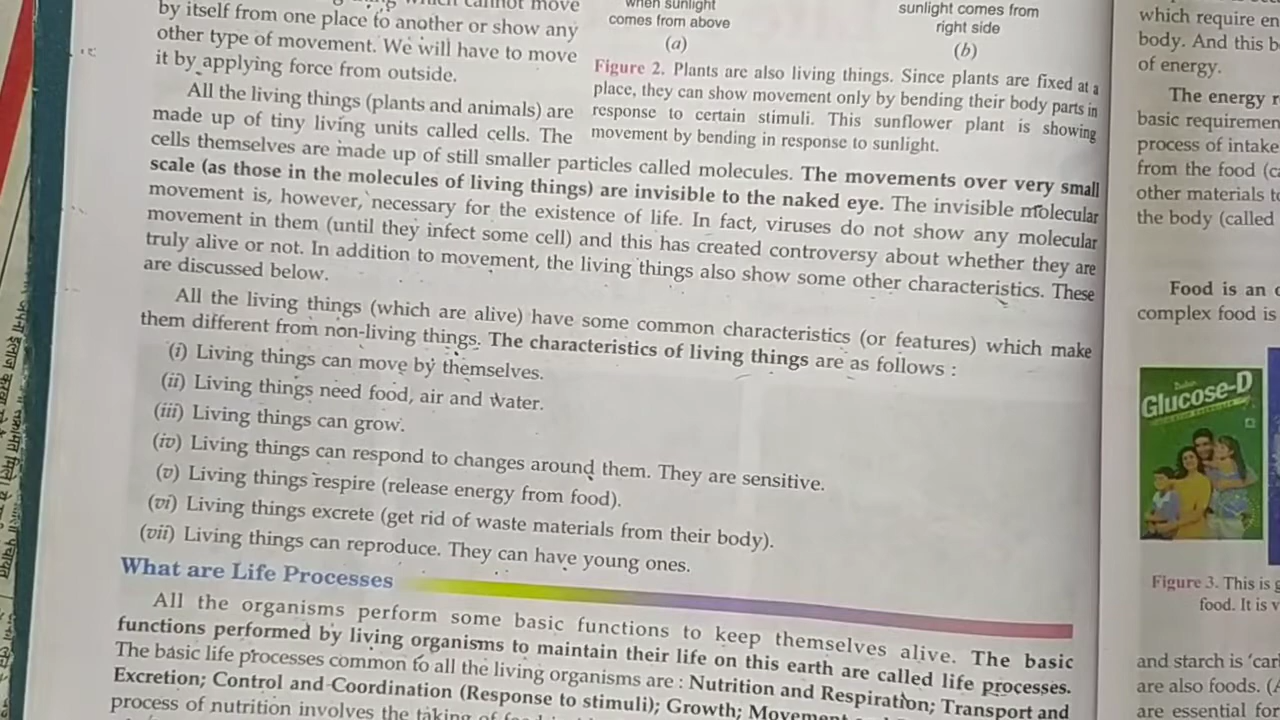 which cannot move
by itself from one place to another or show any
other type of movement. We will have to move
it by applying force from outside.
when sunlight
comes from above
(a)
sunlight comes from
right side
(b)
Figure 2. Plants are also living things. Since plants are fixed at a
place, they can show movement only by bending their body parts in
response to certain stimuli. This sunflower plant is showing
movement by bending in response to sunlight.
All the living things (plants and animals) are
made up of tiny living units called cells. The
cells themselves are made up of still smaller particles called molecules. The movements over very small
scale (as those in the molecules of living things) are invisible to the naked eye. The invisible molecular
movement is, however, necessary for the existence of life. In fact, viruses do not show any molecular
movement in them (until they infect some cell) and this has created controversy about whether they are
truly alive or not. In addition to movement, the living things also show some other characteristics. These
are discussed below.
All the living things (which are alive) have some common characteristics (or features) which make
them different from non-living things. The characteristics of living things are as follows :
(i) Living things can move by themselves.
(ii) Living things need food, air and water.
(iii) Living things can grow.
(iv) Living things can respond to changes around them. They are sensitive.
(v) Living things respire (release energy from food).
(vi) Living things excrete (get rid of waste materials from their body).
(vii) Living things can reproduce. They can have young ones.
What are Life Processes
All the organisms perform some basic functions to keep themselves alive. The basic
functions performed by living organisms to maintain their life on this earth are called life processes.
The basic life processes common to all the living organisms are : Nutrition and Respiration; Transport and
Excretion; Control and Coordination (Response to stimuli); Growth; Movement
process of nutrition involves the taking of
which require en
body. And this b
of energy.
The energy r
basic requiremen
process of intake
from the food (ca
other materials to
the body (called
Food is an
complex food is
Dabur
Glucose-D
Figure 3. This is g
food. It is v
and starch is 'car
are also foods. (A
are essential for